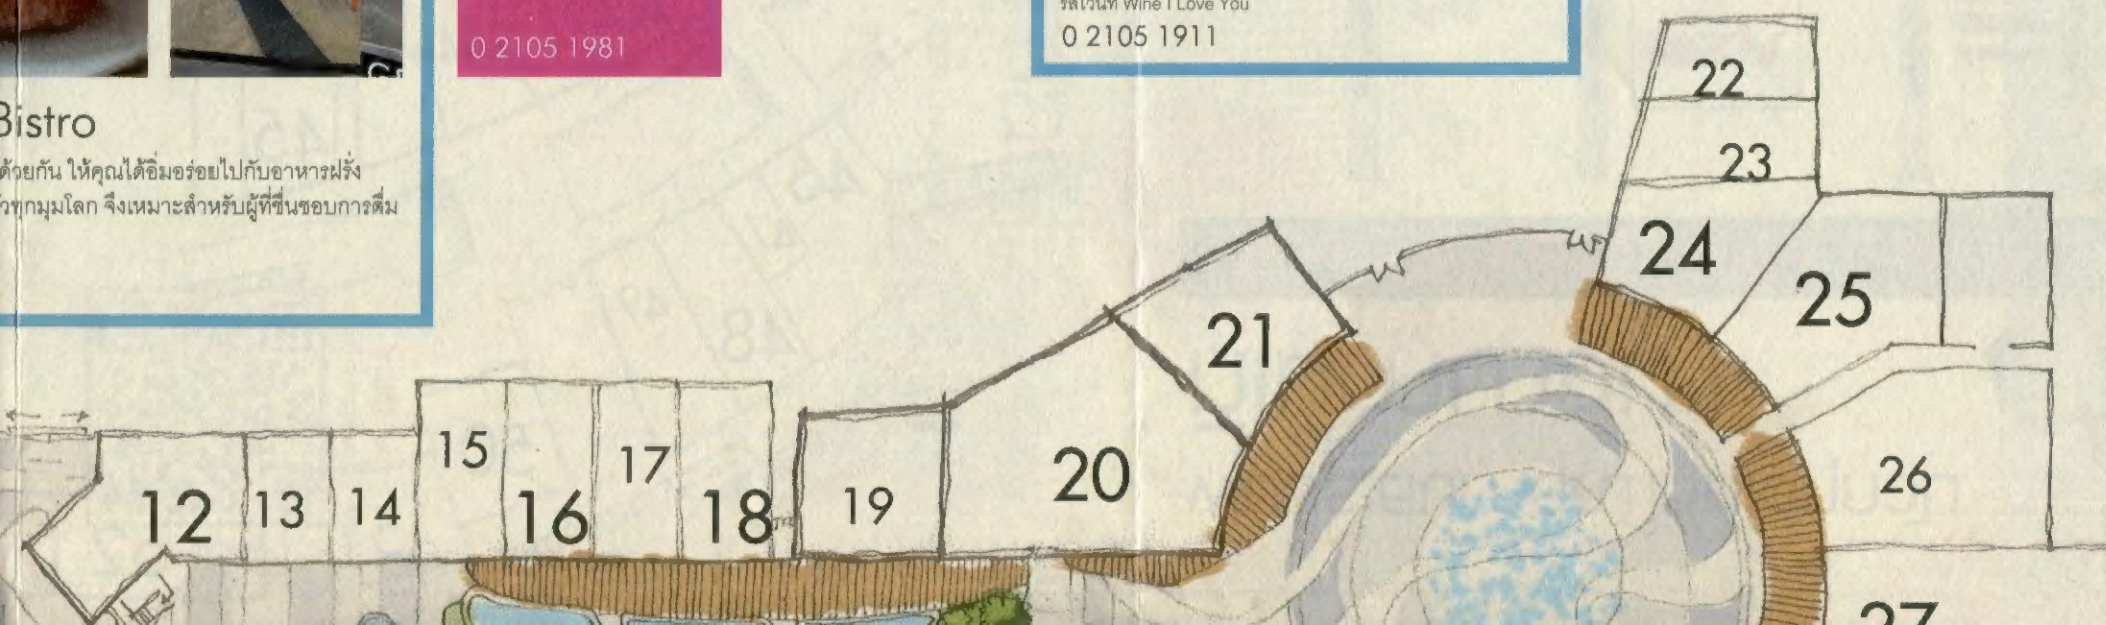 0 2105 1981
Wine I Love You
0 2105 1911
Bistro
ด้วยกัน ให้คุณได้อิ่มอร่อยไปกับอาหารฝรั่ง
ทุกมุมโลก จึงเหมาะสำหรับผู้ที่ชื่นชอบการดื่ม
22
23
24
25
21
15
17
20
26
12
13
14
16
18
19
27